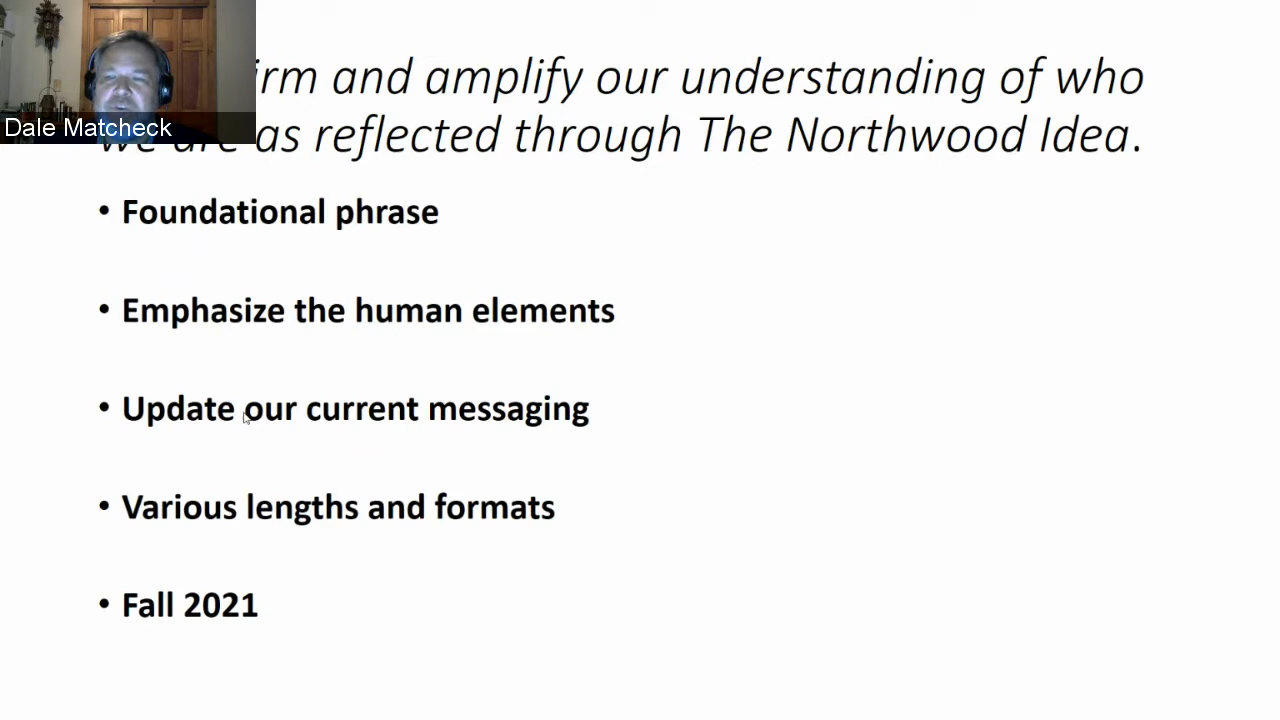 Dale Matcheck
irm and amplify our understanding of who
we are as reflected through The Northwood Idea.
• Foundational phrase
• Emphasize the human elements
• Update our current messaging
• Various lengths and formats
• Fall 2021